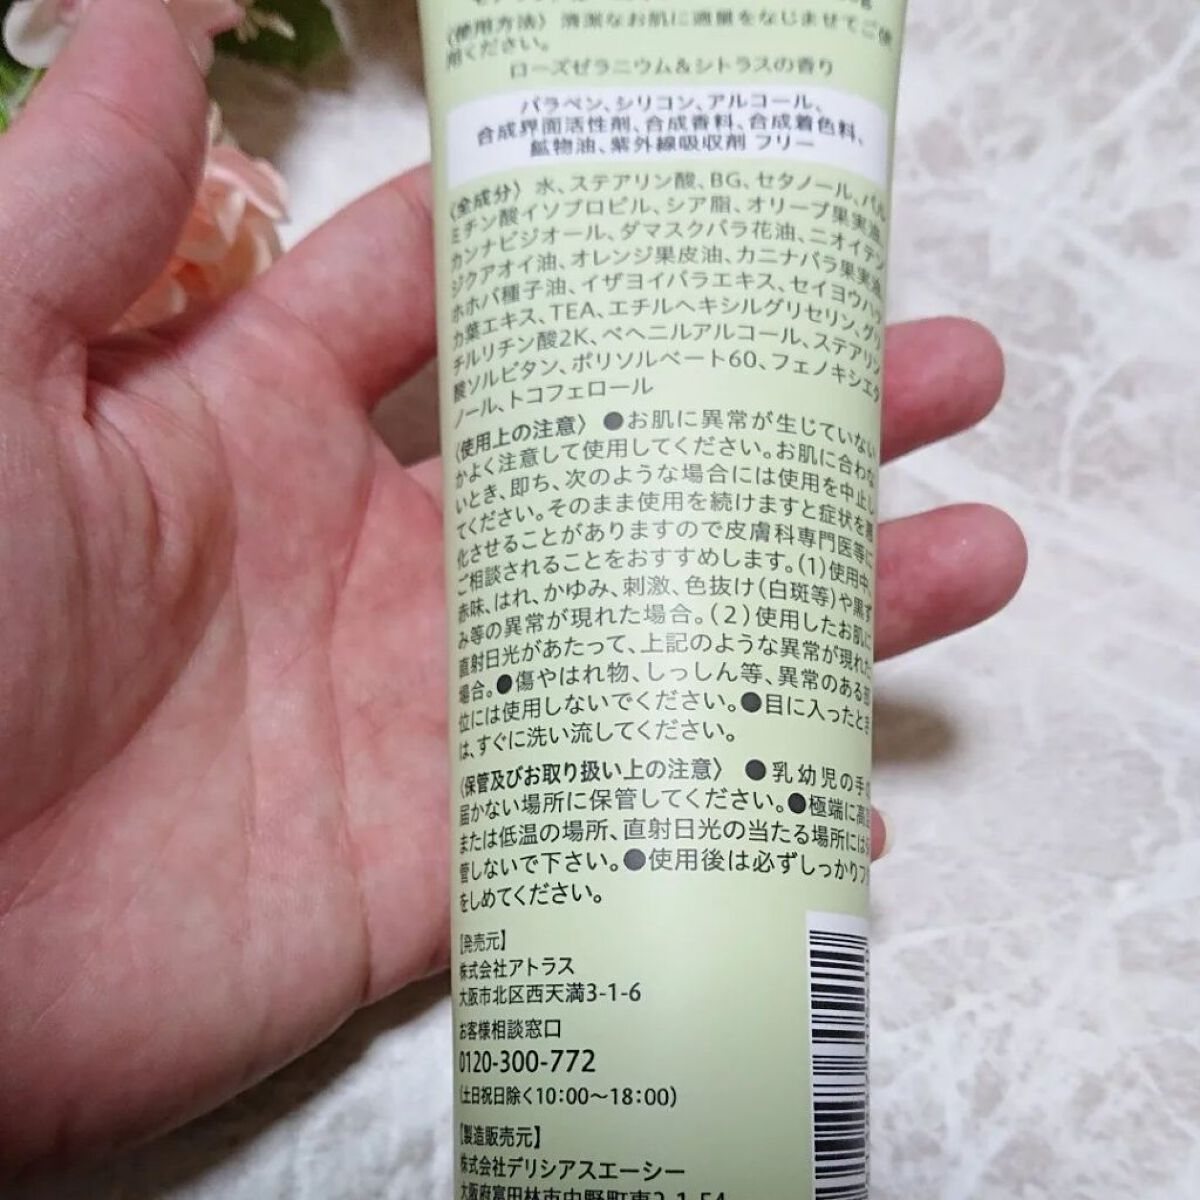 〈使用方法〉清潔なお肌に適量をなじませてご使
用ください。
ローズゼラニウム＆シトラスの香り
パラベン、シリコン、アルコール、
合成界面活性剤、合成香料、合成着色料、
鉱物油、紫外線吸収剤 フリー
〈全成分〉水、ステアリン酸、BG、セタノール、パル
ミチン酸イソプロピル、シア脂、オリーブ果実油、
カンナビジオール、ダマスクバラ花油、ニオイテン
ジクアオイ油、オレンジ果皮油、カニナバラ果実油、
ホホバ種子油、イザヨイバラエキス、セイヨウハッ
カ葉エキス、TEA、エチルヘキシルグリセリン、グリ
チルリチン酸2K、ベヘニルアルコール、ステアリン
酸ソルビタン、ポリソルベート60、フェノキシエタ
ノール、トコフェロール
〈使用上の注意〉●お肌に異常が生じていない
かよく注意して使用してください。お肌に合わな
いとき、即ち、次のような場合には使用を中止し
てください。そのまま使用を続けますと症状を悪
化させることがありますので皮膚科専門医等に
ご相談されることをおすすめします。(1)使用中、
赤味、はれ、かゆみ、刺激、色抜け(白斑等)や黒ず
み等の異常が現れた場合。(2)使用したお肌に
直射日光があたって、上記のような異常が現れた
場合。●傷やはれ物、しっしん等、異常のある部
位には使用しないでください。●目に入ったとき
は、すぐに洗い流してください。
〈保管及びお取り扱い上の注意〉 ●乳幼児の手の
届かない場所に保管してください。●極端に高温
または低温の場所、直射日光の当たる場所には保
管しないで下さい。●使用後は必ずしっかりフ
をしめてください。
【発売元】
株式会社アトラス
大阪市北区西天満3-1-6
お客様相談窓口
0120-300-772
(土日祝日除く10:00〜18:00)
【製造販売元】
株式会社デリシアスエーシー
大阪府富田林市中野町東2-1-54